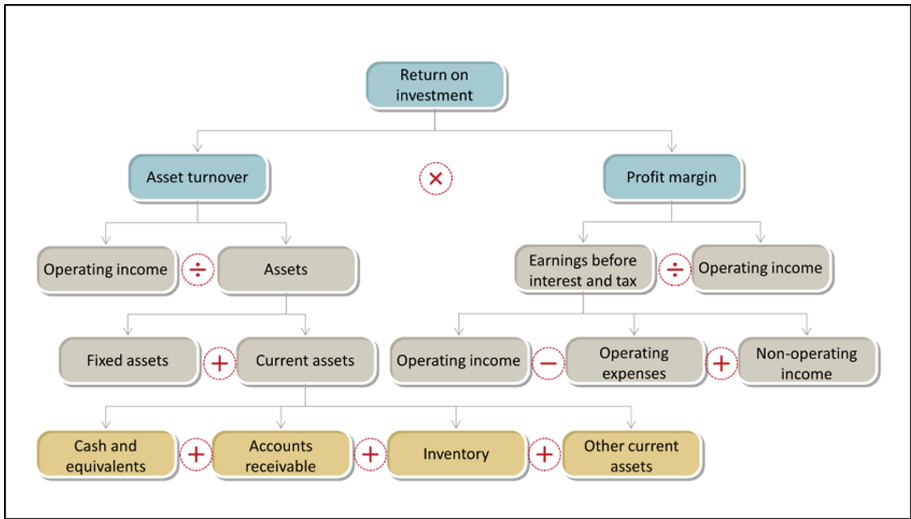 Return on
investment
Asset turnover
×
Profit margin
Operating income
÷
Assets
Earnings before
interest and tax
÷
Operating income
Fixed assets
+
Current assets
Operating income
−
Operating
expenses
+
Non-operating
income
Cash and
equivalents
+
Accounts
receivable
+
Inventory
+
Other current
assets